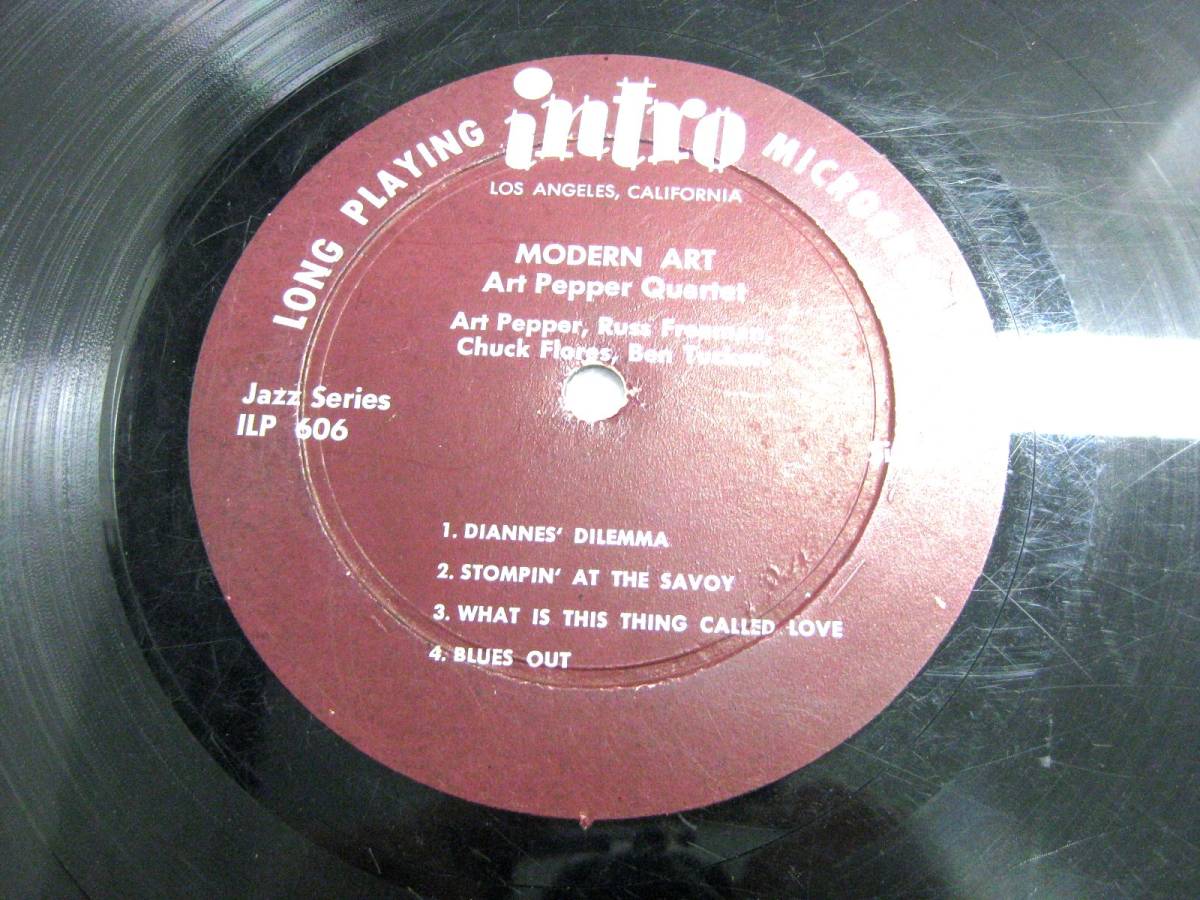 intro
LONG PLAYING
LOS ANGELES, CALIFORNIA
MODERN ART
Art Pepper Quartet
Art Pepper, Russ Freeman,
Chuck Flores, Ben Tucker
Jazz Series
ILP 606
1. DIANNES' DILEMMA
2. STOMPIN' AT THE SAVOY
3. WHAT IS THIS THING CALLED LOVE
4. BLUES OUT